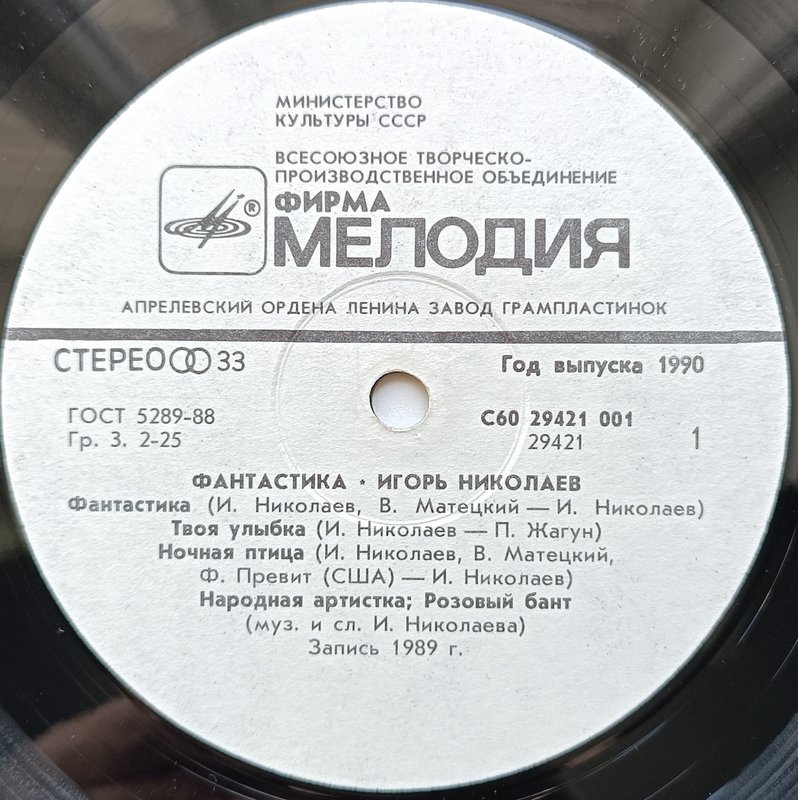 МИНИСТЕРСТВО
КУЛЬТУРЫ СССР
ВСЕСОЮЗНОЕ ТВОРЧЕСКО-
ПРОИЗВОДСТВЕННОЕ ОБЪЕДИНЕНИЕ
ФИРМА
®
МЕЛОДИЯ
АПРЕЛЕВСКИЙ ОРДЕНА ЛЕНИНА ЗАВОД ГРАМПЛАСТИНОК
СТЕРЕО 33 Год выпуска 1990
ГОСТ 5289-88 С60 29421 001
Гр. 3. 2-25 29421 1
ФАНТАСТИКА ⋆ ИГОРЬ НИКОЛАЕВ
Фантастика (И. Николаев, В. Матецкий — И. Николаев)
Твоя улыбка (И. Николаев — П. Жагун)
Ночная птица (И. Николаев, В. Матецкий,
Ф. Превит (США) — И. Николаев)
Народная артистка; Розовый бант
(муз. и сл. И. Николаева)
Запись 1989 г.